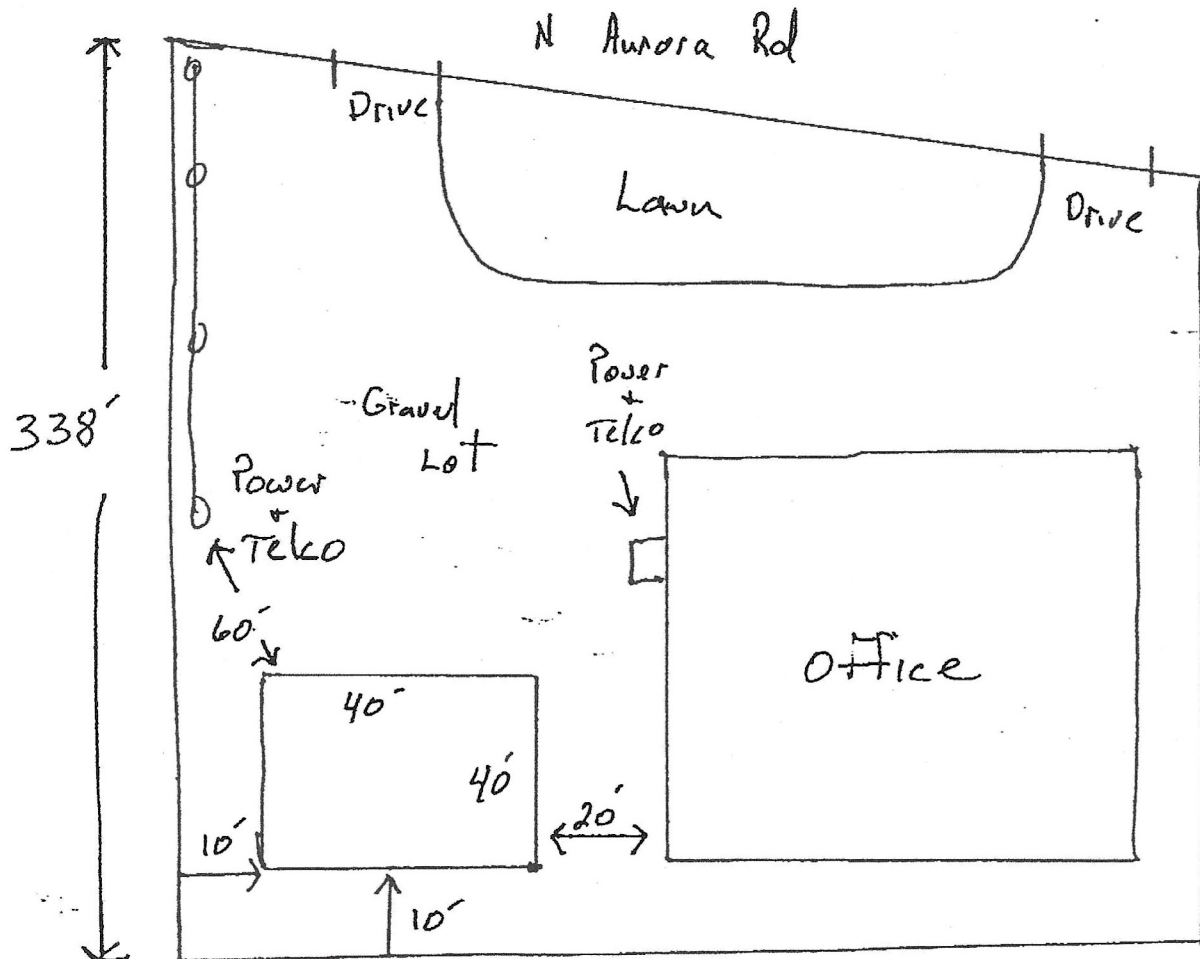 N Aurora Rd
Drive
Lawn
Drive
338'
Gravel
Lot
Power
+
Telco
Power
+
Telco
60'
40'
40'
Office
10'
20'
10'